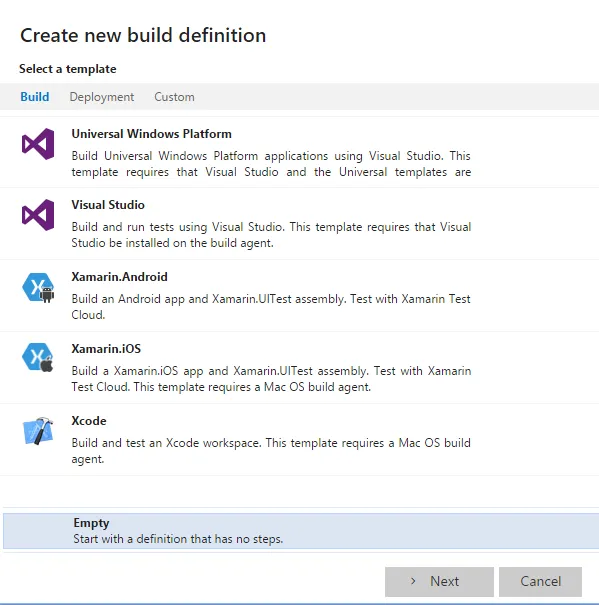 Create new build definition
Select a template
Build Deployment Custom
Universal Windows Platform
Build Universal Windows Platform applications using Visual Studio. This
template requires that Visual Studio and the Universal templates are
Visual Studio
Build and run tests using Visual Studio. This template requires that Visual
Studio be installed on the build agent.
Xamarin.Android
Build an Android app and Xamarin.UITest assembly. Test with Xamarin Test
Cloud.
Xamarin.iOS
Build a Xamarin.iOS app and Xamarin.UITest assembly. Test with Xamarin
Test Cloud. This template requires a Mac OS build agent.
Xcode
Build and test an Xcode workspace. This template requires a Mac OS build
agent.
Empty
Start with a definition that has no steps.
Next Cancel